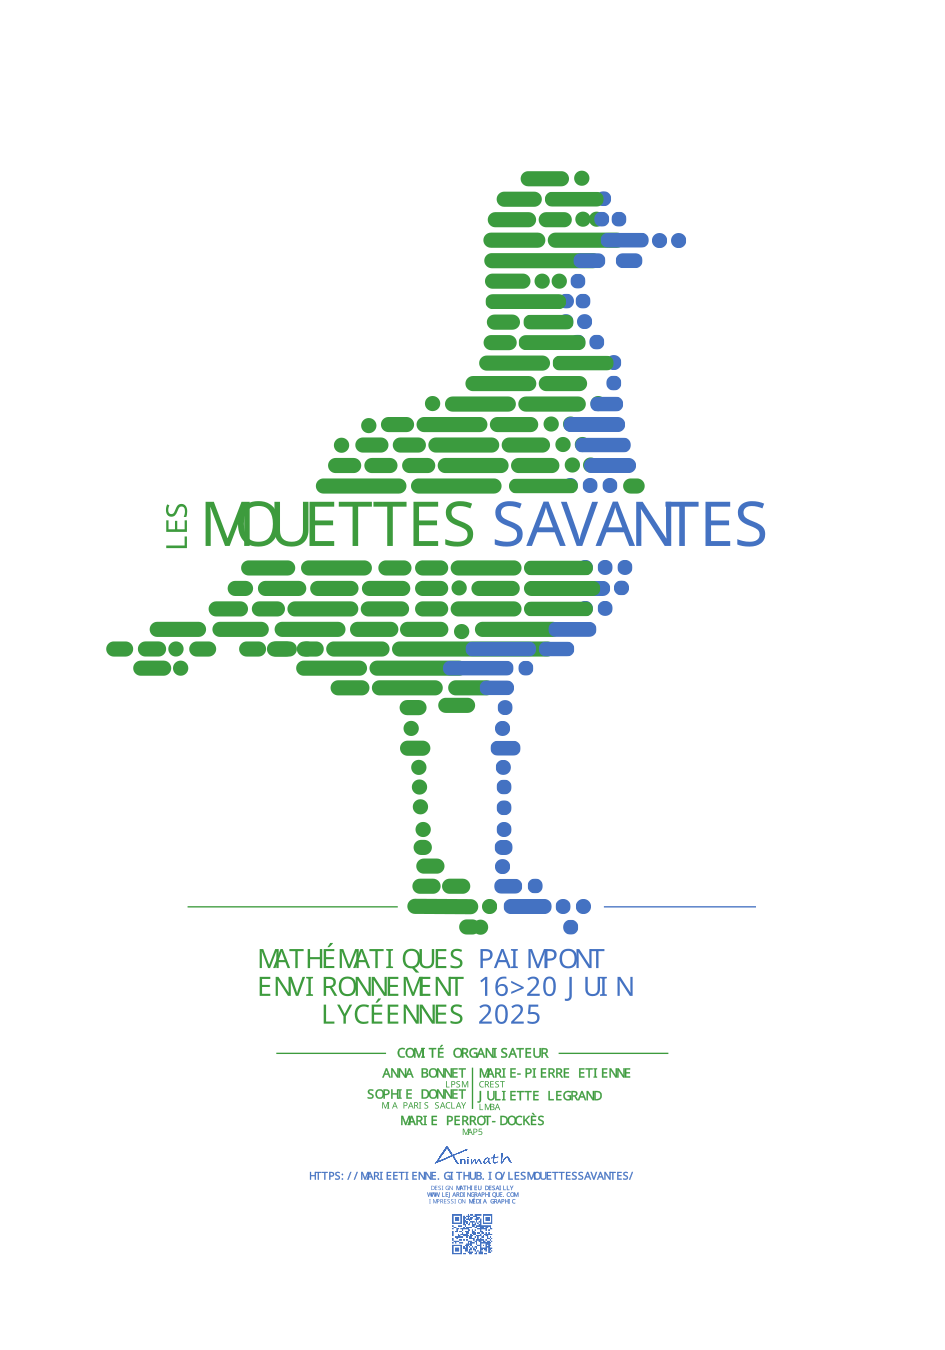 LES MOUETTES SAVANTES
MATHÉMATIQUES PAIMPONT
ENVIRONNEMENT 16>20 JUIN
LYCÉENNES 2025
COMITÉ ORGANISATEUR
ANNA BONNET MARIE-PIERRE ETIENNE
LPSM CREST
SOPHIE DONNET JULIETTE LEGRAND
MIA PARIS SACLAY LMBA
MARIE PERROT-DOCKÈS
MAP5
Animath
HTTPS://MARIEETIENNE.GITHUB.IO/LESMOUETTESSAVANTES/
DESIGN MATHIEU DESAILLY
WWW.LEJARDINGRAPHIQUE.COM
IMPRESSION MÉDIA GRAPHIC